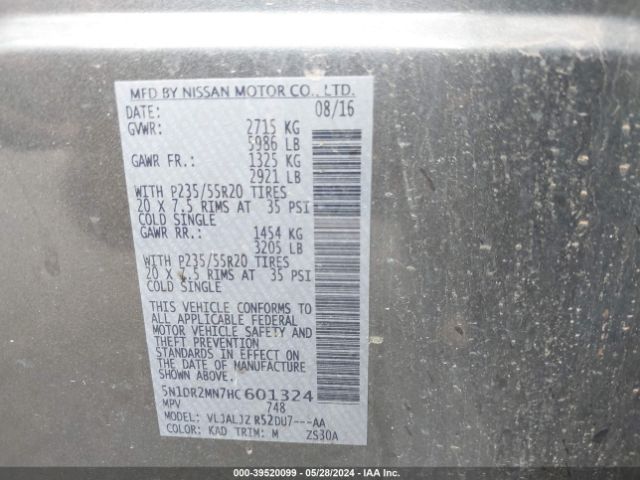 MFD BY NISSAN MOTOR CO., LTD.
DATE: 08/16
GVWR: 2715 KG
5986 LB
GAWR FR.: 1325 KG
2921 LB
WITH P235/55R20 TIRES
20 X 7.5 RIMS AT 35 PSI
COLD SINGLE
GAWR RR.: 1454 KG
3205 LB
WITH P235/55R20 TIRES
20 X 7.5 RIMS AT 35 PSI
COLD SINGLE
THIS VEHICLE CONFORMS TO
ALL APPLICABLE FEDERAL
MOTOR VEHICLE SAFETY AND
THEFT PREVENTION
STANDARDS IN EFFECT ON
THE DATE OF MANUFACTURE
SHOWN ABOVE.
5N1DR2MN7HC601324
MPV 748
MODEL: VLJALJZ R52DU7---AA
COLOR: KAD TRIM: M ZS30A
000-39520099 - 05/28/2024 - IAA Inc.